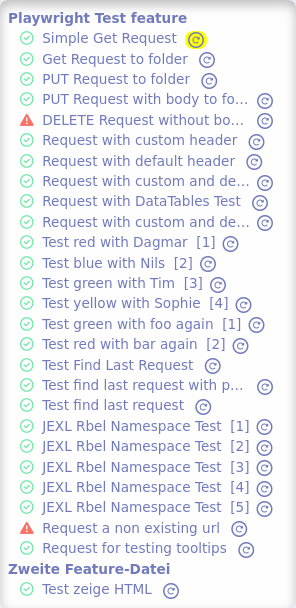 Playwright Test feature
Simple Get Request
Get Request to folder
PUT Request to folder
PUT Request with body to fo...
DELETE Request without bo...
Request with custom header
Request with default header
Request with custom and de...
Request with DataTables Test
Request with custom and de...
Test red with Dagmar [1]
Test blue with Nils [2]
Test green with Tim [3]
Test yellow with Sophie [4]
Test green with foo again [1]
Test red with bar again [2]
Test Find Last Request
Test find last request with p...
Test find last request
JEXL Rbel Namespace Test [1]
JEXL Rbel Namespace Test [2]
JEXL Rbel Namespace Test [3]
JEXL Rbel Namespace Test [4]
JEXL Rbel Namespace Test [5]
Request a non existing url
Request for testing tooltips
Zweite Feature-Datei
Test zeige HTML